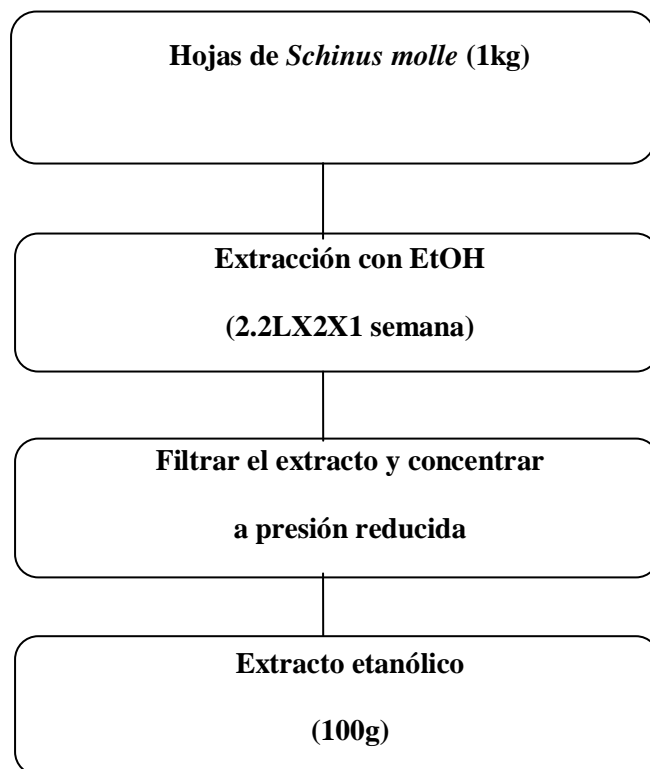 Hojas de Schinus molle (1kg)
Extracción con EtOH
(2.2LX2X1 semana)
Filtrar el extracto y concentrar
a presión reducida
Extracto etanólico
(100g)